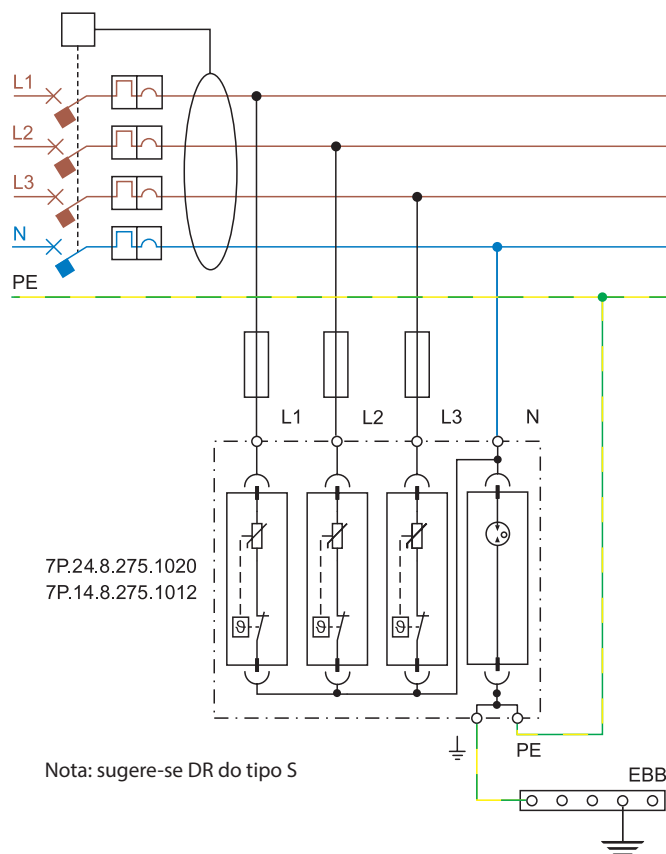 L1
L2
L3
N
PE
L1 L2 L3 N
7P.24.8.275.1020
7P.14.8.275.1012
ϑ ϑ ϑ
PE
Nota: sugere-se DR do tipo S
EBB